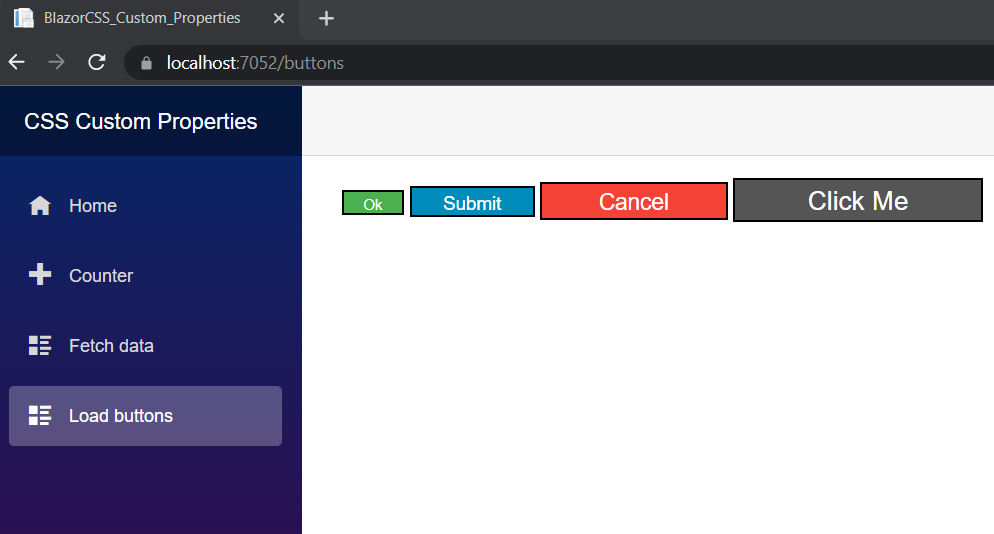 BlazorCSS_Custom_Properties
localhost:7052/buttons
CSS Custom Properties
Home
Counter
Fetch data
Load buttons
Ok Submit Cancel Click Me